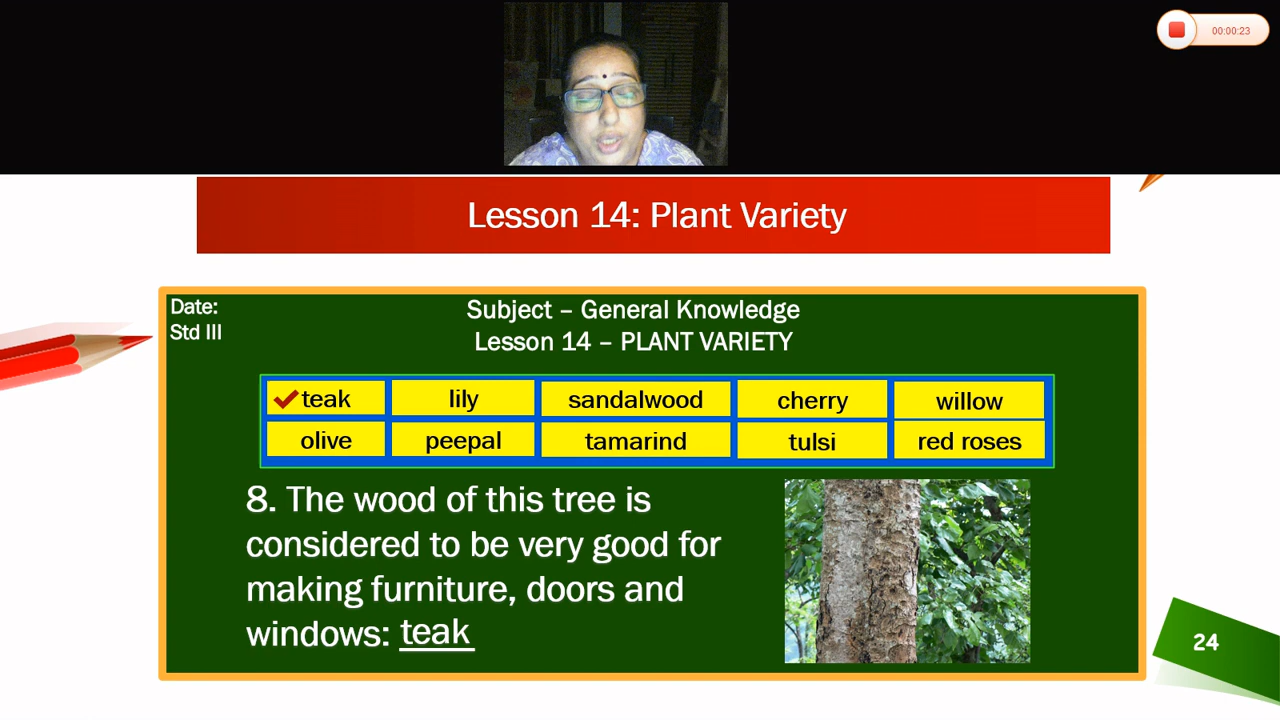 00:00:23
Lesson 14: Plant Variety
Date:
Std III
Subject – General Knowledge
Lesson 14 – PLANT VARIETY
teak lily sandalwood cherry willow
olive peepal tamarind tulsi red roses
8. The wood of this tree is
considered to be very good for
making furniture, doors and
windows: teak
24